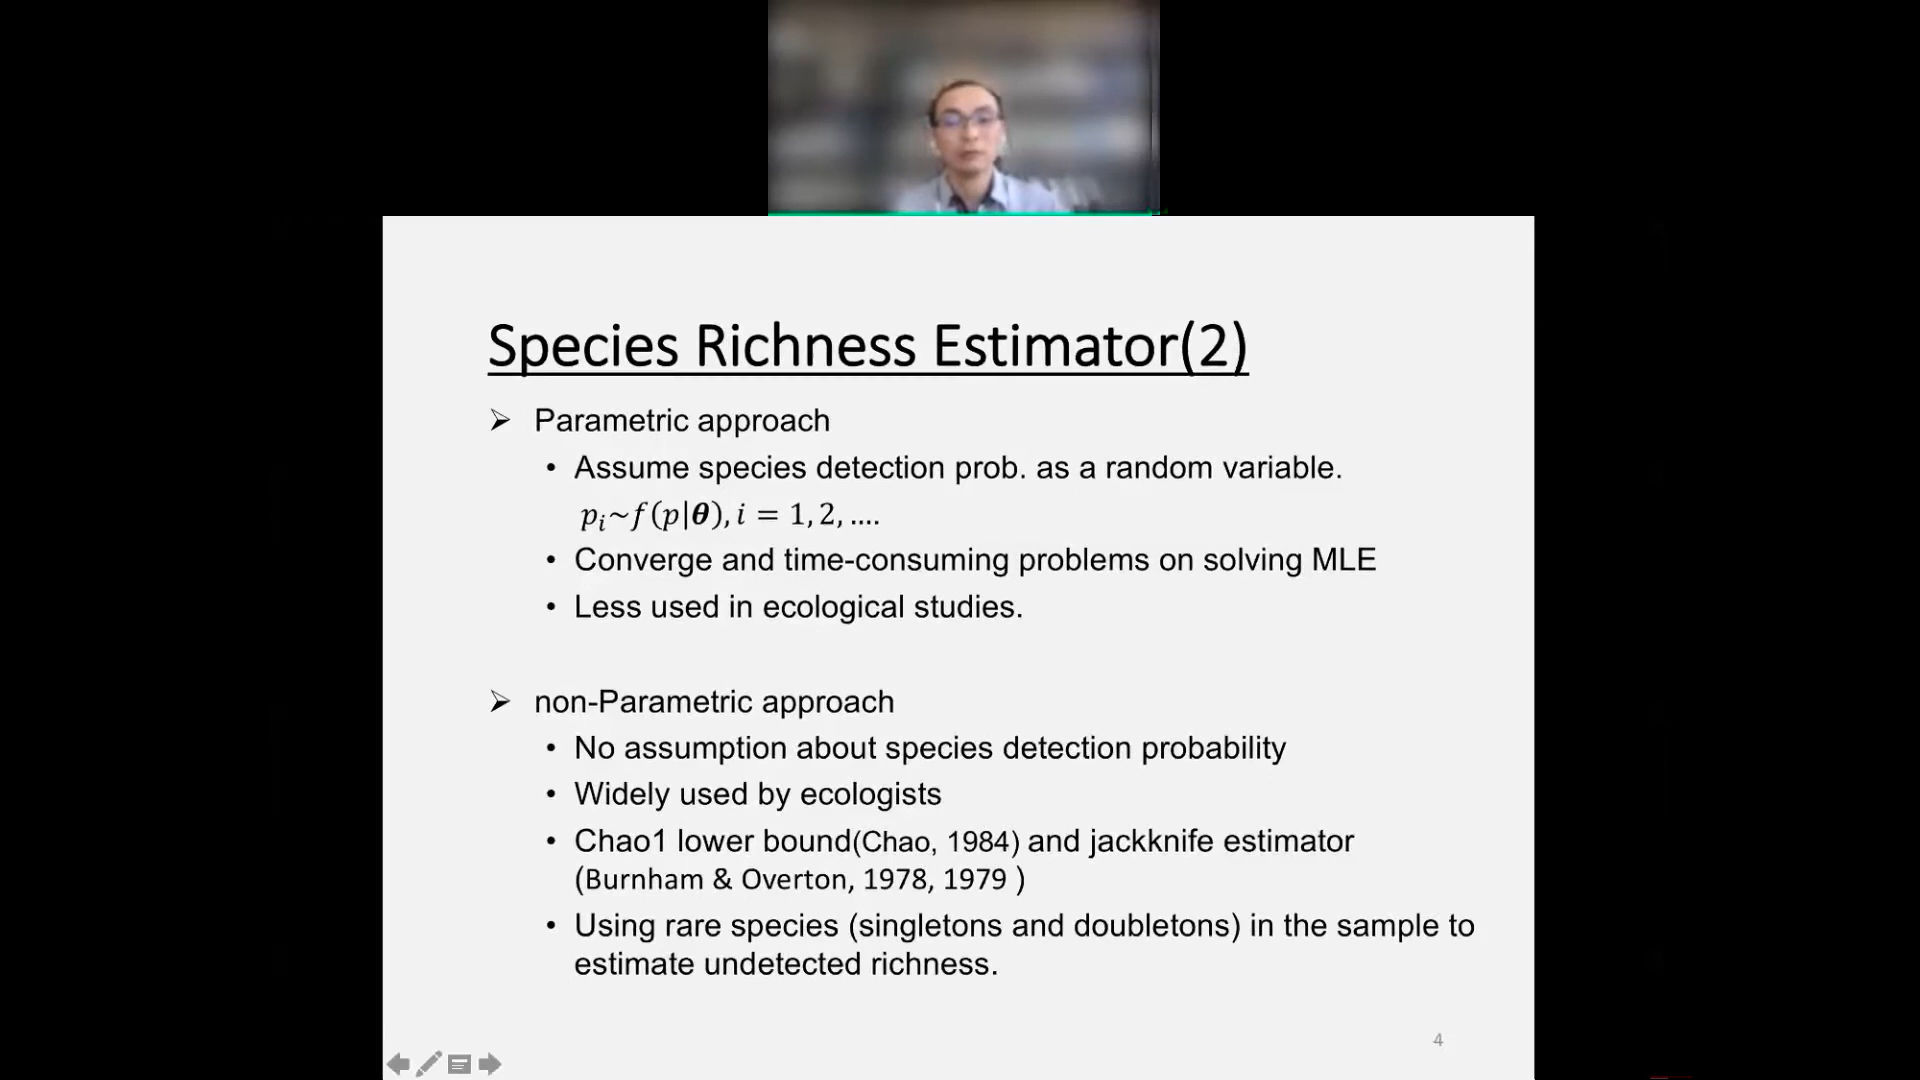 Species Richness Estimator(2)
➢ Parametric approach
• Assume species detection prob. as a random variable.
𝑝ᵢ~𝑓(𝑝|𝜽), 𝑖 = 1, 2, ….
• Converge and time-consuming problems on solving MLE
• Less used in ecological studies.
➢ non-Parametric approach
• No assumption about species detection probability
• Widely used by ecologists
• Chao1 lower bound(Chao, 1984) and jackknife estimator
(Burnham & Overton, 1978, 1979 )
• Using rare species (singletons and doubletons) in the sample to
estimate undetected richness.
4